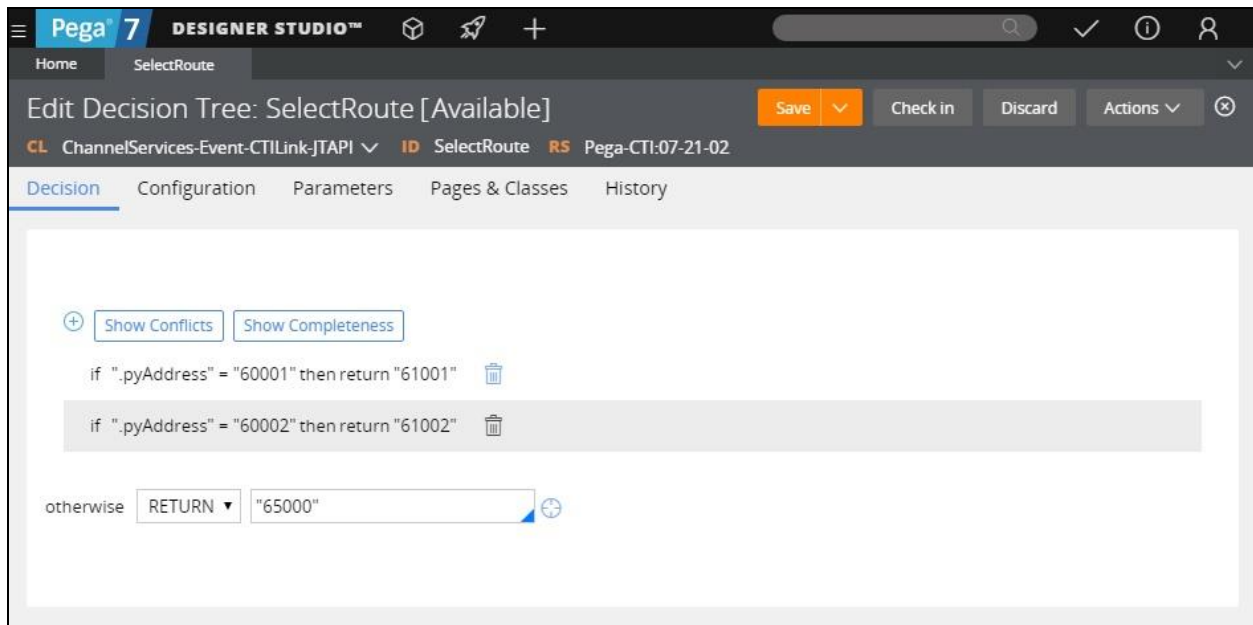 Pega® 7 DESIGNER STUDIO™
Home SelectRoute
Edit Decision Tree: SelectRoute [Available] Save Check in Discard Actions
CL ChannelServices-Event-CTILink-JTAPI ID SelectRoute RS Pega-CTI:07-21-02
Decision Configuration Parameters Pages & Classes History
Show Conflicts Show Completeness
if ".pyAddress" = "60001" then return "61001"
if ".pyAddress" = "60002" then return "61002"
otherwise RETURN "65000"